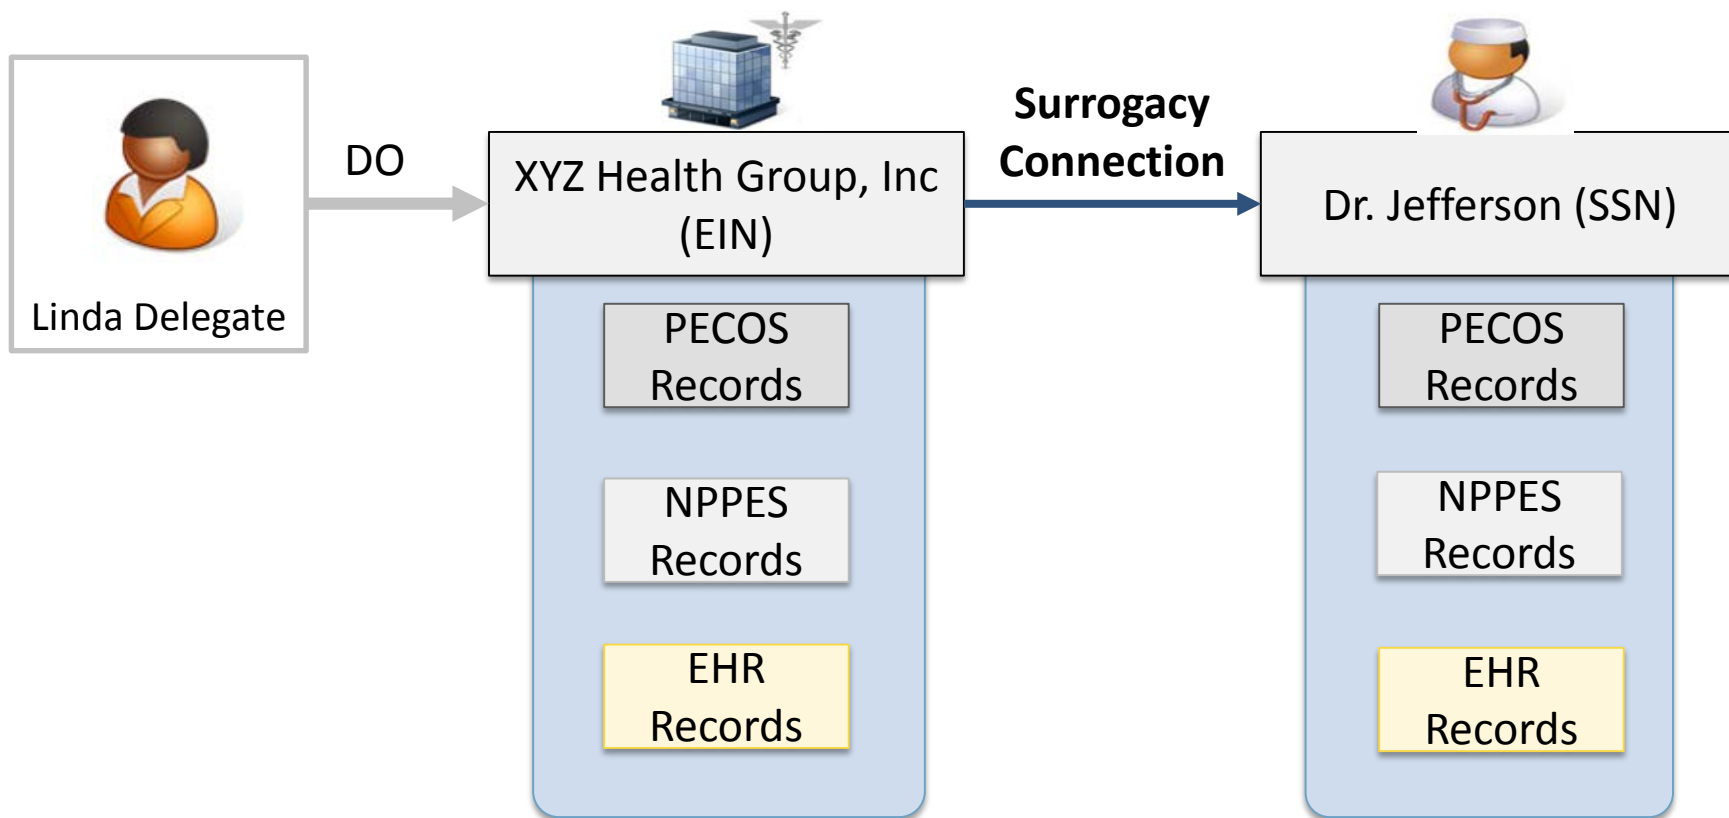 Linda Delegate
DO
XYZ Health Group, Inc
(EIN)
PECOS
Records
NPPES
Records
EHR
Records
Surrogacy
Connection
Dr. Jefferson (SSN)
PECOS
Records
NPPES
Records
EHR
Records